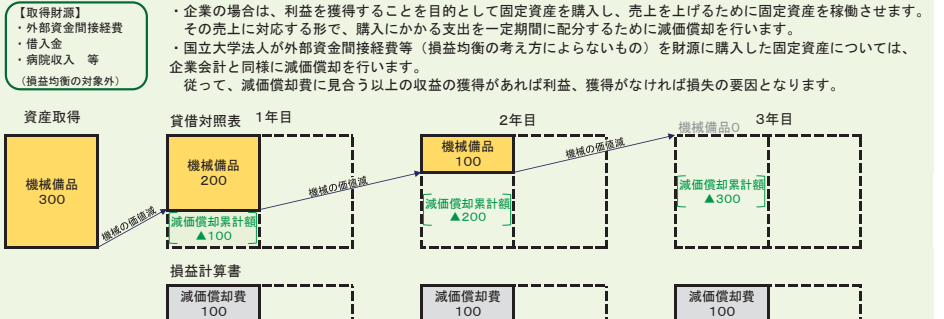 【取得財源】
・外部資金間接経費
・借入金
・病院収入　等
（損益均衡の対象外）
・企業の場合は、利益を獲得することを目的として固定資産を購入し、売上を上げるために固定資産を稼働させます。
その売上に対応する形で、購入にかかる支出を一定期間に配分するために減価償却を行います。
・国立大学法人が外部資金間接経費等（損益均衡の考え方によらないもの）を財源に購入した固定資産については、
企業会計と同様に減価償却を行います。
従って、減価償却費に見合う以上の収益の獲得があれば利益、獲得がなければ損失の要因となります。
資産取得
貸借対照表 1年目
2年目
3年目
機械備品
300
機械の価値減
機械備品
200
減価償却累計額
▲100
機械の価値減
機械備品
100
減価償却累計額
▲200
機械の価値減
機械備品0
減価償却累計額
▲300
損益計算書
減価償却費
100
減価償却費
100
減価償却費
100